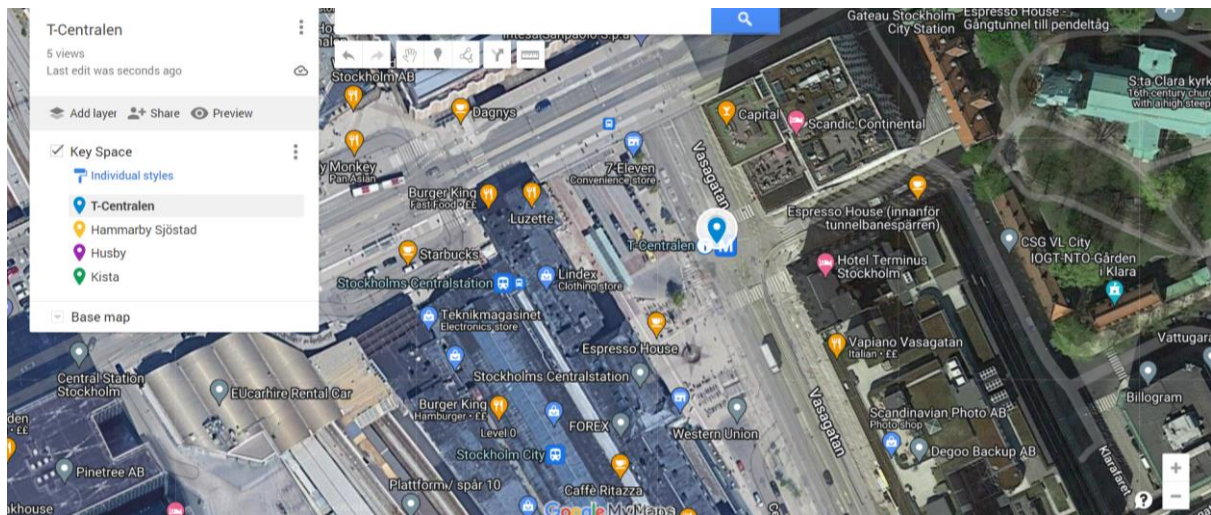 T-Centralen
5 views
Last edit was seconds ago
Add layer
Share
Preview
Key Space
Individual styles
T-Centralen
Hammarby Sjöstad
Husby
Kista
Base map
Stockholm AB
Dagnys
Monkey
Pan Asian
Burger King
Fast Food • ££
Luzette
7-Eleven
Convenience store
Capital
Scandic Continental
Gateau Stockholm
City Station
Espresso House -
Gångtunnel till pendeltåg
S:ta Clara kyrk
16th-century churc
with a high steep
Vasagatan
Espresso House (innanför
tunnelbanespärren)
T-Centralen
M
CSG VL City
IOGT-NTO-Gården
i Klara
Hotel Terminus
Stockholm
Starbucks
Stockholms Centralstation
Lindex
Clothing store
Teknikmagasinet
Electronics store
Espresso House
Vapiano Vasagatan
Italian • ££
Vattugara
Central Station
Stockholm
EUcarhire Rental Car
Stockholms Centralstation
Burger King
Hamburger • ££
Level 0
FOREX
Western Union
Vasagatan
Scandinavian Photo AB
Photo shop
Degoo Backup AB
Billogram
Klarafaret
Stockholm City
Pinetree AB
Plattform / spår 10
Caffè Ritazza
Google My Maps